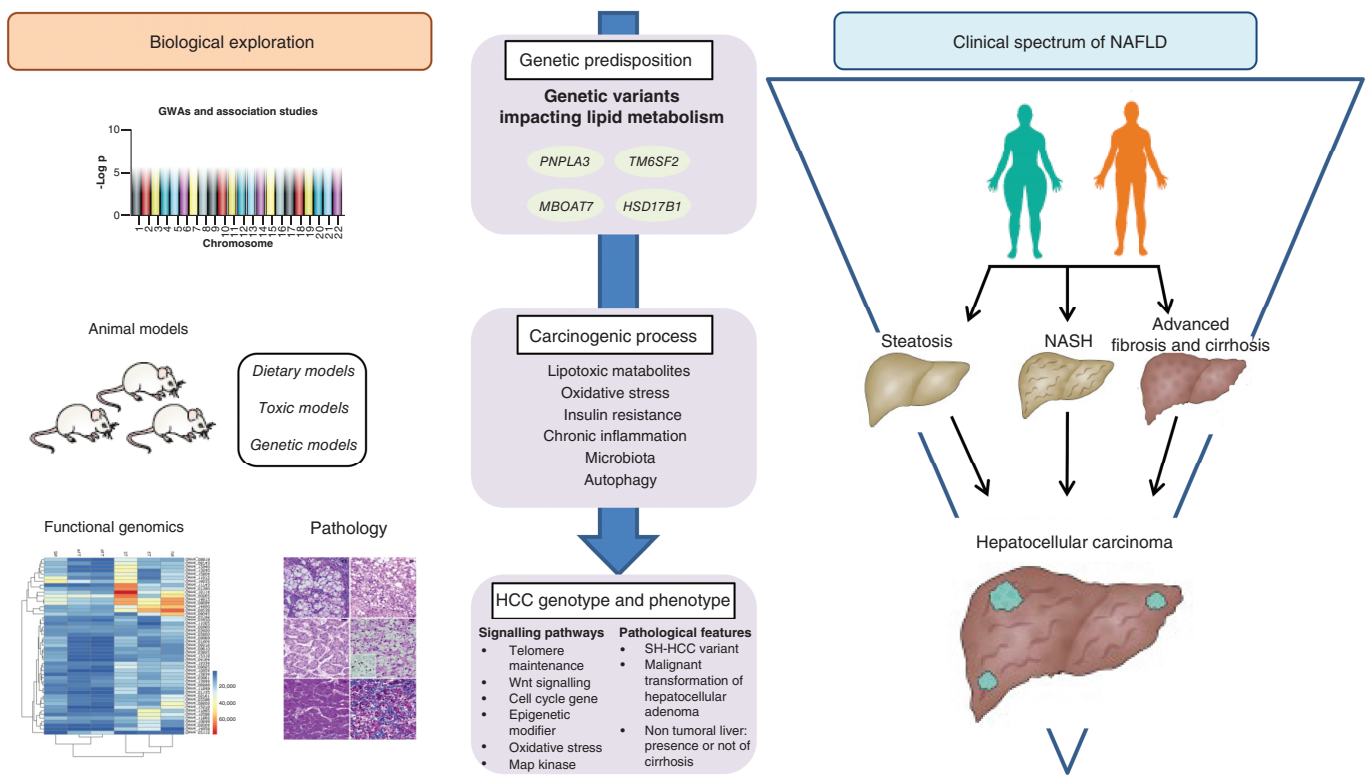 Biological exploration
GWAs and association studies
10
5
0
-Log p
1
2
3
4
5
6
7
8
9
10
11
12
13
14
15
16
17
18
19
20
21
22
Chromosome
Animal models
Dietary models
Toxic models
Genetic models
Functional genomics
20,000
40,000
60,000
Pathology
Genetic predisposition
Genetic variants
impacting lipid metabolism
PNPLA3
TM6SF2
MBOAT7
HSD17B1
Carcinogenic process
Lipotoxic matabolites
Oxidative stress
Insulin resistance
Chronic inflammation
Microbiota
Autophagy
HCC genotype and phenotype
Signalling pathways
• Telomere
maintenance
• Wnt signalling
• Cell cycle gene
• Epigenetic
modifier
• Oxidative stress
• Map kinase
Pathological features
• SH-HCC variant
• Malignant
transformation of
hepatocellular
adenoma
• Non tumoral liver:
presence or not of
cirrhosis
Clinical spectrum of NAFLD
Steatosis
NASH
Advanced
fibrosis and cirrhosis
Hepatocellular carcinoma